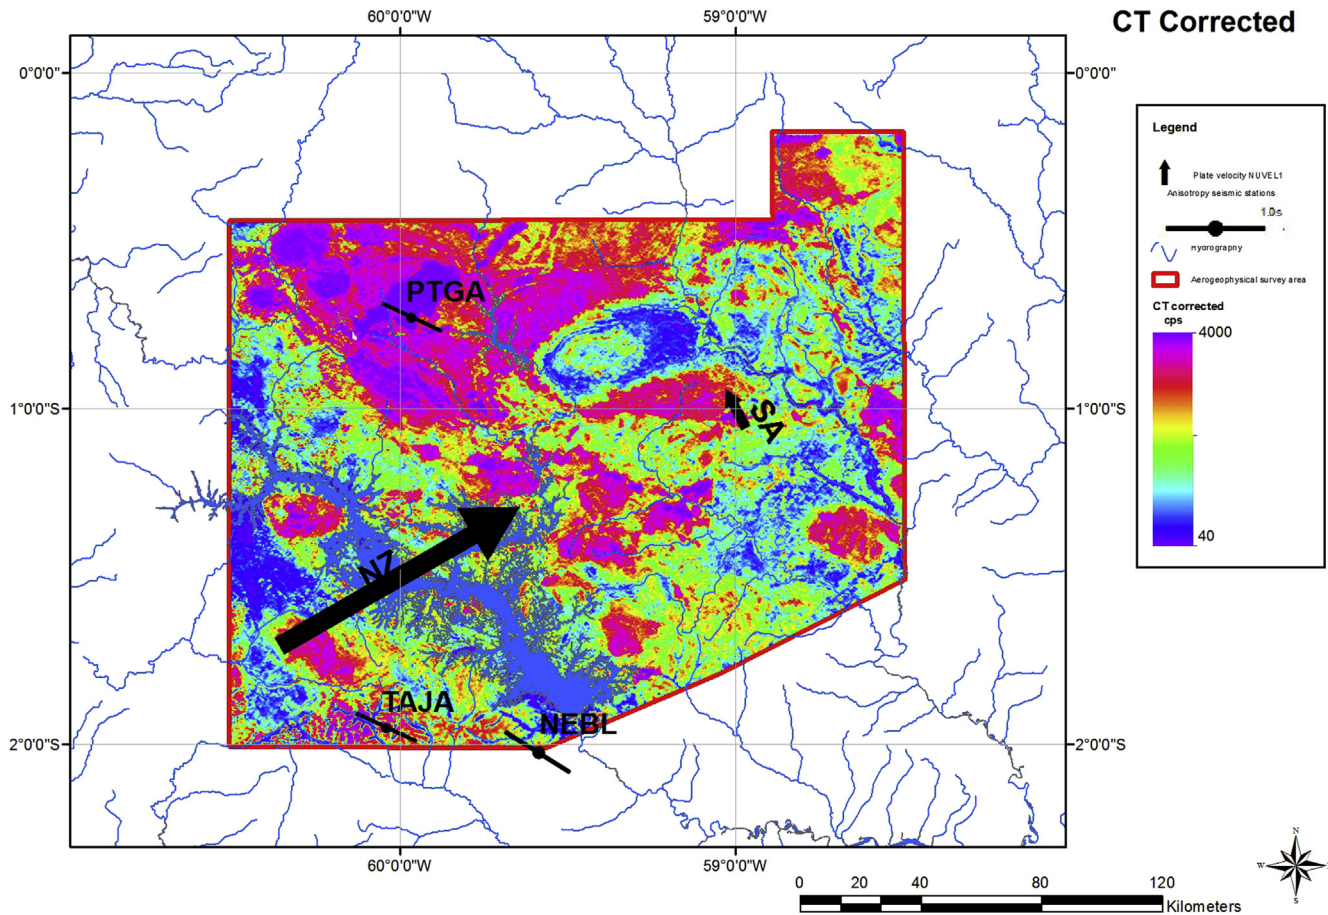 CT Corrected
60°0'0"W
59°0'0"W
0°0'0"
0°0'0"
Legend
Plate velocity NUVEL1
Anisotropy seismic stations
1.0s
Hydrography
Aerogeophysical survey area
CT corrected
cps
4000
40
PTGA
1°0'0"S
1°0'0"S
SA
NZ
TAJA
NEBL
2°0'0"S
2°0'0"S
60°0'0"W
59°0'0"W
N
W
S
0 20 40 80 120
Kilometers